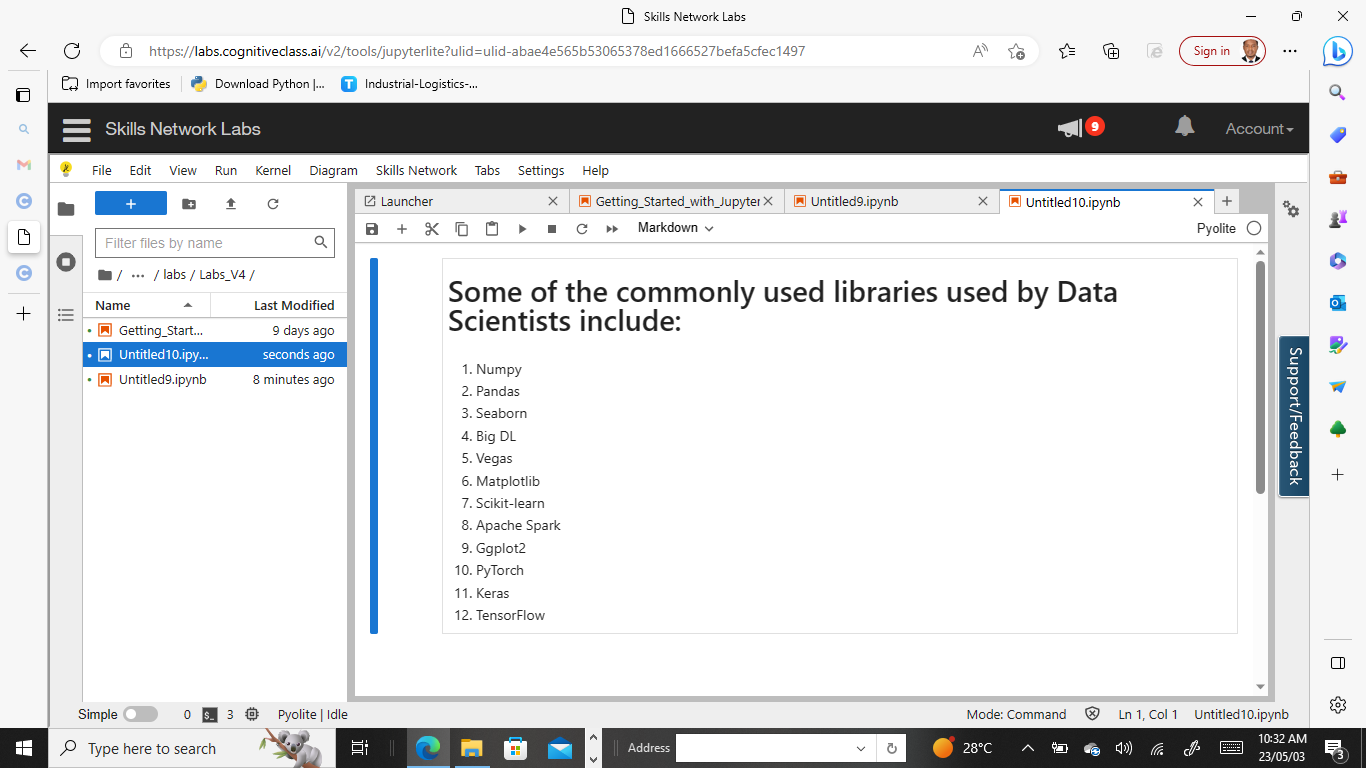 Skills Network Labs
https://labs.cognitiveclass.ai/v2/tools/jupyterlite?ulid=ulid-abae4e565b53065378ed1666527befa5cfec1497
Sign in
Import favorites
Download Python |...
Industrial-Logistics-...
Skills Network Labs
9
Account
File Edit View Run Kernel Diagram Skills Network Tabs Settings Help
Launcher
Getting_Started_with_Jupyter
Untitled9.ipynb
Untitled10.ipynb
Markdown
Pyolite
Filter files by name
/ ··· / labs / Labs_V4 /
Name Last Modified
Getting_Start... 9 days ago
Untitled10.ipy... seconds ago
Untitled9.ipynb 8 minutes ago
Some of the commonly used libraries used by Data
Scientists include:
1. Numpy
2. Pandas
3. Seaborn
4. Big DL
5. Vegas
6. Matplotlib
7. Scikit-learn
8. Apache Spark
9. Ggplot2
10. PyTorch
11. Keras
12. TensorFlow
Support/Feedback
Simple 0 3 Pyolite | Idle
Mode: Command Ln 1, Col 1 Untitled10.ipynb
Type here to search
Address
28°C
10:32 AM
23/05/03
3